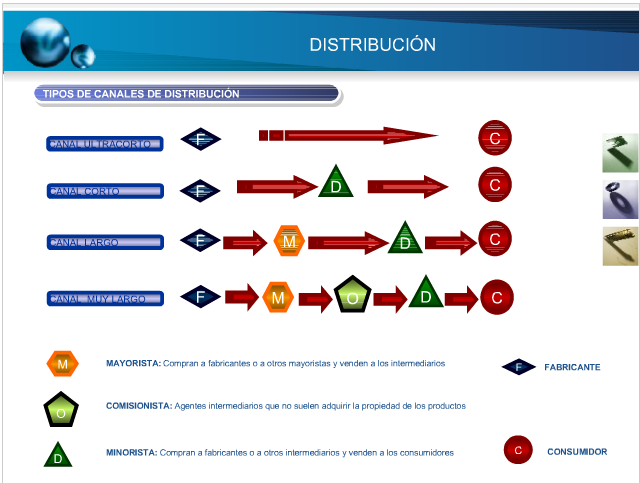 DISTRIBUCIÓN
TIPOS DE CANALES DE DISTRIBUCIÓN
CANAL ULTRACORTO F C
CANAL CORTO F D C
CANAL LARGO F M D C
CANAL MUY LARGO F M O D C
M MAYORISTA: Compran a fabricantes o a otros mayoristas y venden a los intermediarios F FABRICANTE
O COMISIONISTA: Agentes intermediarios que no suelen adquirir la propiedad de los productos
D MINORISTA: Compran a fabricantes o a otros intermediarios y venden a los consumidores C CONSUMIDOR